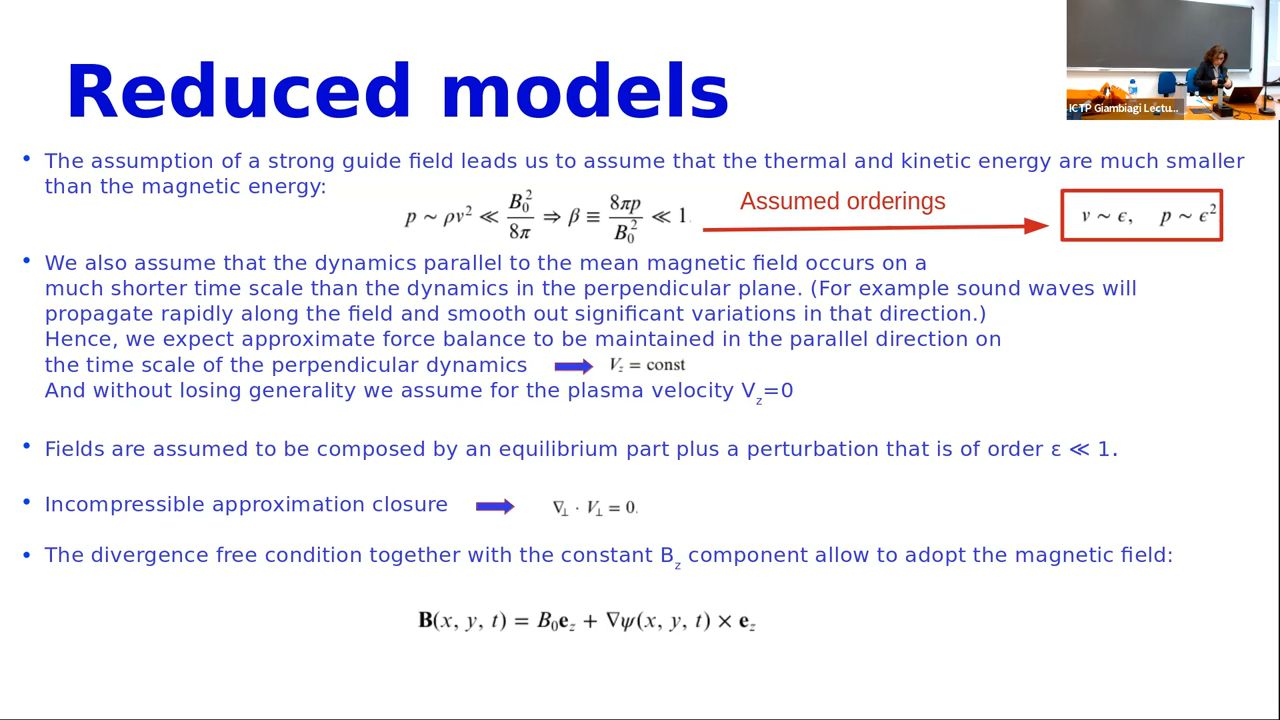 Reduced models
ICTP Giambiagi Lectu...
• The assumption of a strong guide field leads us to assume that the thermal and kinetic energy are much smaller
than the magnetic energy:
p ∼ ρv² ≪ B₀²/8π ⇒ β ≡ 8πp/B₀² ≪ 1.
Assumed orderings
v ∼ ϵ, p ∼ ϵ²
• We also assume that the dynamics parallel to the mean magnetic field occurs on a
much shorter time scale than the dynamics in the perpendicular plane. (For example sound waves will
propagate rapidly along the field and smooth out significant variations in that direction.)
Hence, we expect approximate force balance to be maintained in the parallel direction on
the time scale of the perpendicular dynamics V_z = const
And without losing generality we assume for the plasma velocity V_z=0
• Fields are assumed to be composed by an equilibrium part plus a perturbation that is of order ε ≪ 1.
• Incompressible approximation closure ∇⊥ · V⊥ = 0.
• The divergence free condition together with the constant B_z component allow to adopt the magnetic field:
B(x, y, t) = B₀e_z + ∇ψ(x, y, t) × e_z